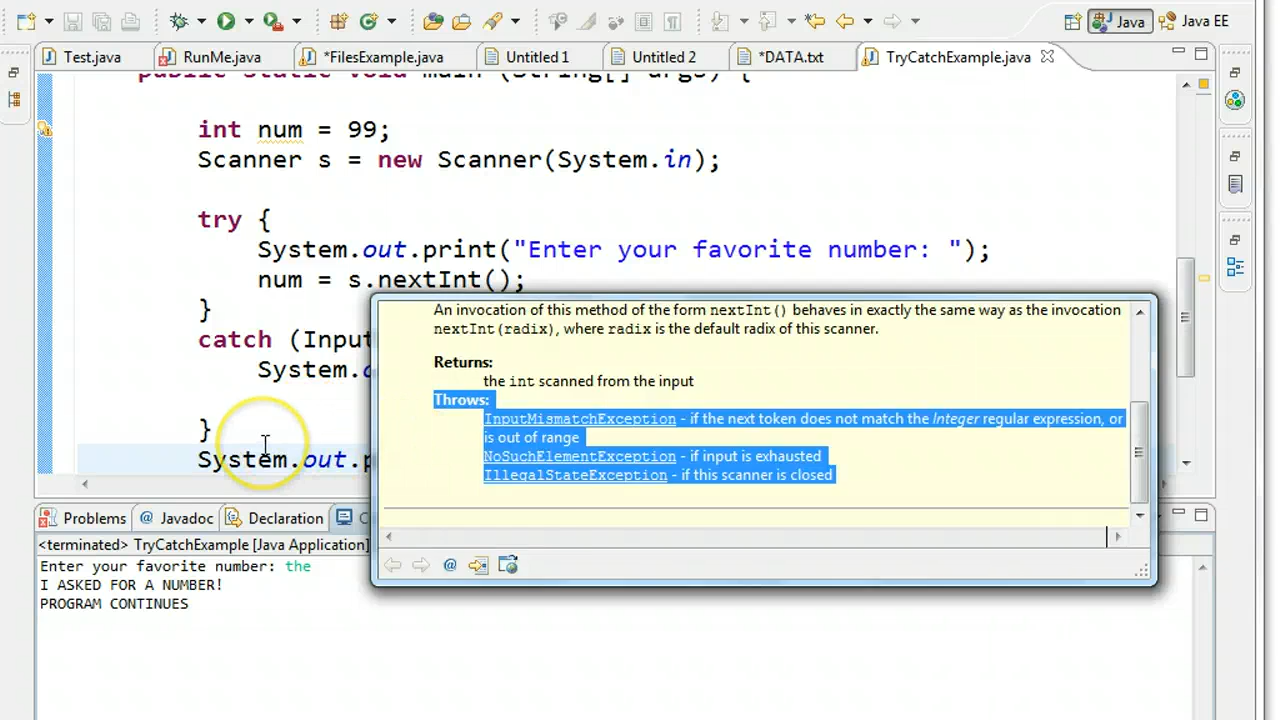 Java
Java EE
Test.java
RunMe.java
*FilesExample.java
Untitled 1
Untitled 2
*DATA.txt
TryCatchExample.java
public static void main (String[] args) {
int num = 99;
Scanner s = new Scanner(System.in);
try {
System.out.print("Enter your favorite number: ");
num = s.nextInt();
}
catch (Input
System.o
}
System.out.p
An invocation of this method of the form nextInt() behaves in exactly the same way as the invocation
nextInt(radix), where radix is the default radix of this scanner.
Returns:
the int scanned from the input
Throws:
InputMismatchException - if the next token does not match the Integer regular expression, or
is out of range
NoSuchElementException - if input is exhausted
IllegalStateException - if this scanner is closed
Problems
@ Javadoc
Declaration
C
<terminated> TryCatchExample [Java Application]
Enter your favorite number: the
I ASKED FOR A NUMBER!
PROGRAM CONTINUES